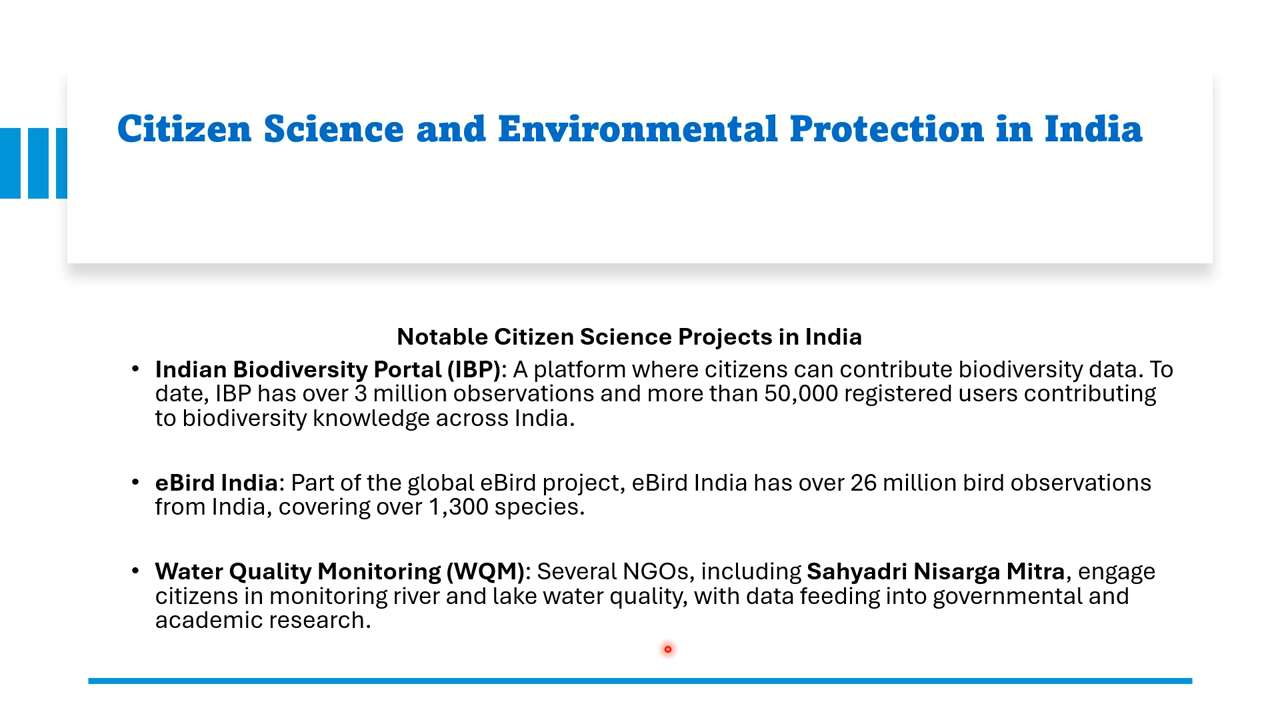 Citizen Science and Environmental Protection in India
Notable Citizen Science Projects in India
• Indian Biodiversity Portal (IBP): A platform where citizens can contribute biodiversity data. To
date, IBP has over 3 million observations and more than 50,000 registered users contributing
to biodiversity knowledge across India.
• eBird India: Part of the global eBird project, eBird India has over 26 million bird observations
from India, covering over 1,300 species.
• Water Quality Monitoring (WQM): Several NGOs, including Sahyadri Nisarga Mitra, engage
citizens in monitoring river and lake water quality, with data feeding into governmental and
academic research.